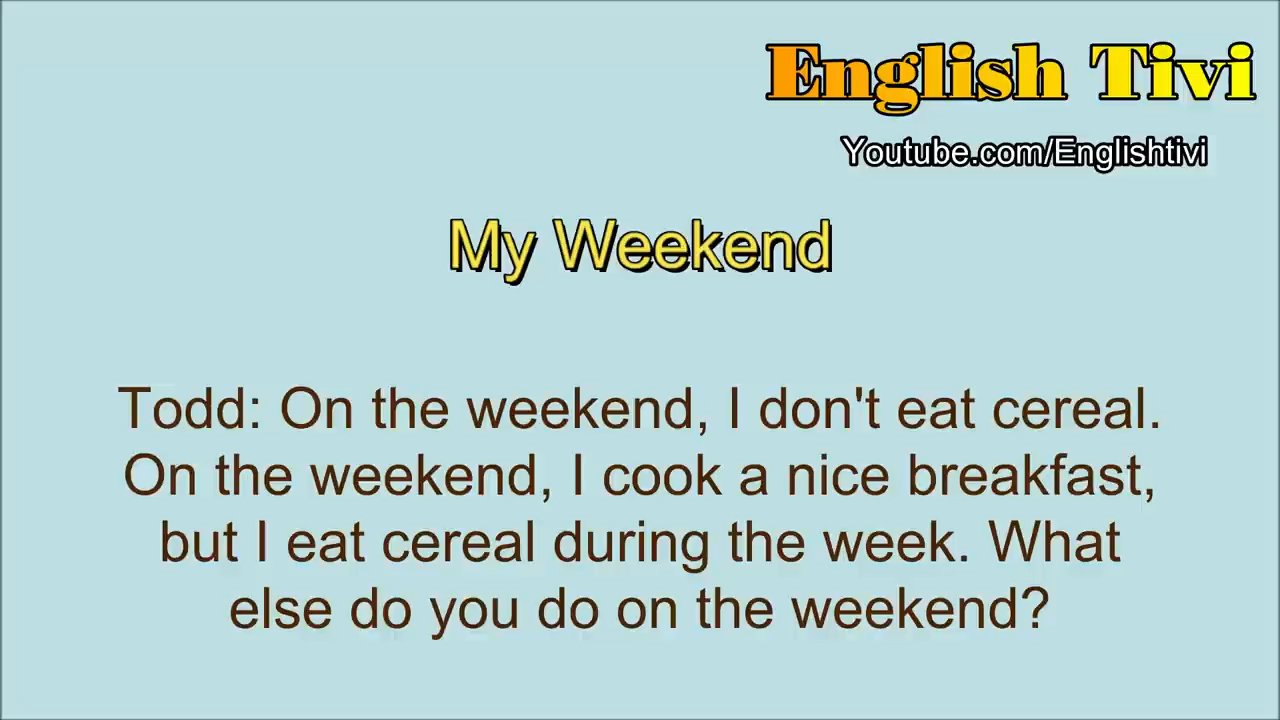 English Tivi
Youtube.com/Englishtivi
My Weekend
Todd: On the weekend, I don't eat cereal.
On the weekend, I cook a nice breakfast,
but I eat cereal during the week. What
else do you do on the weekend?